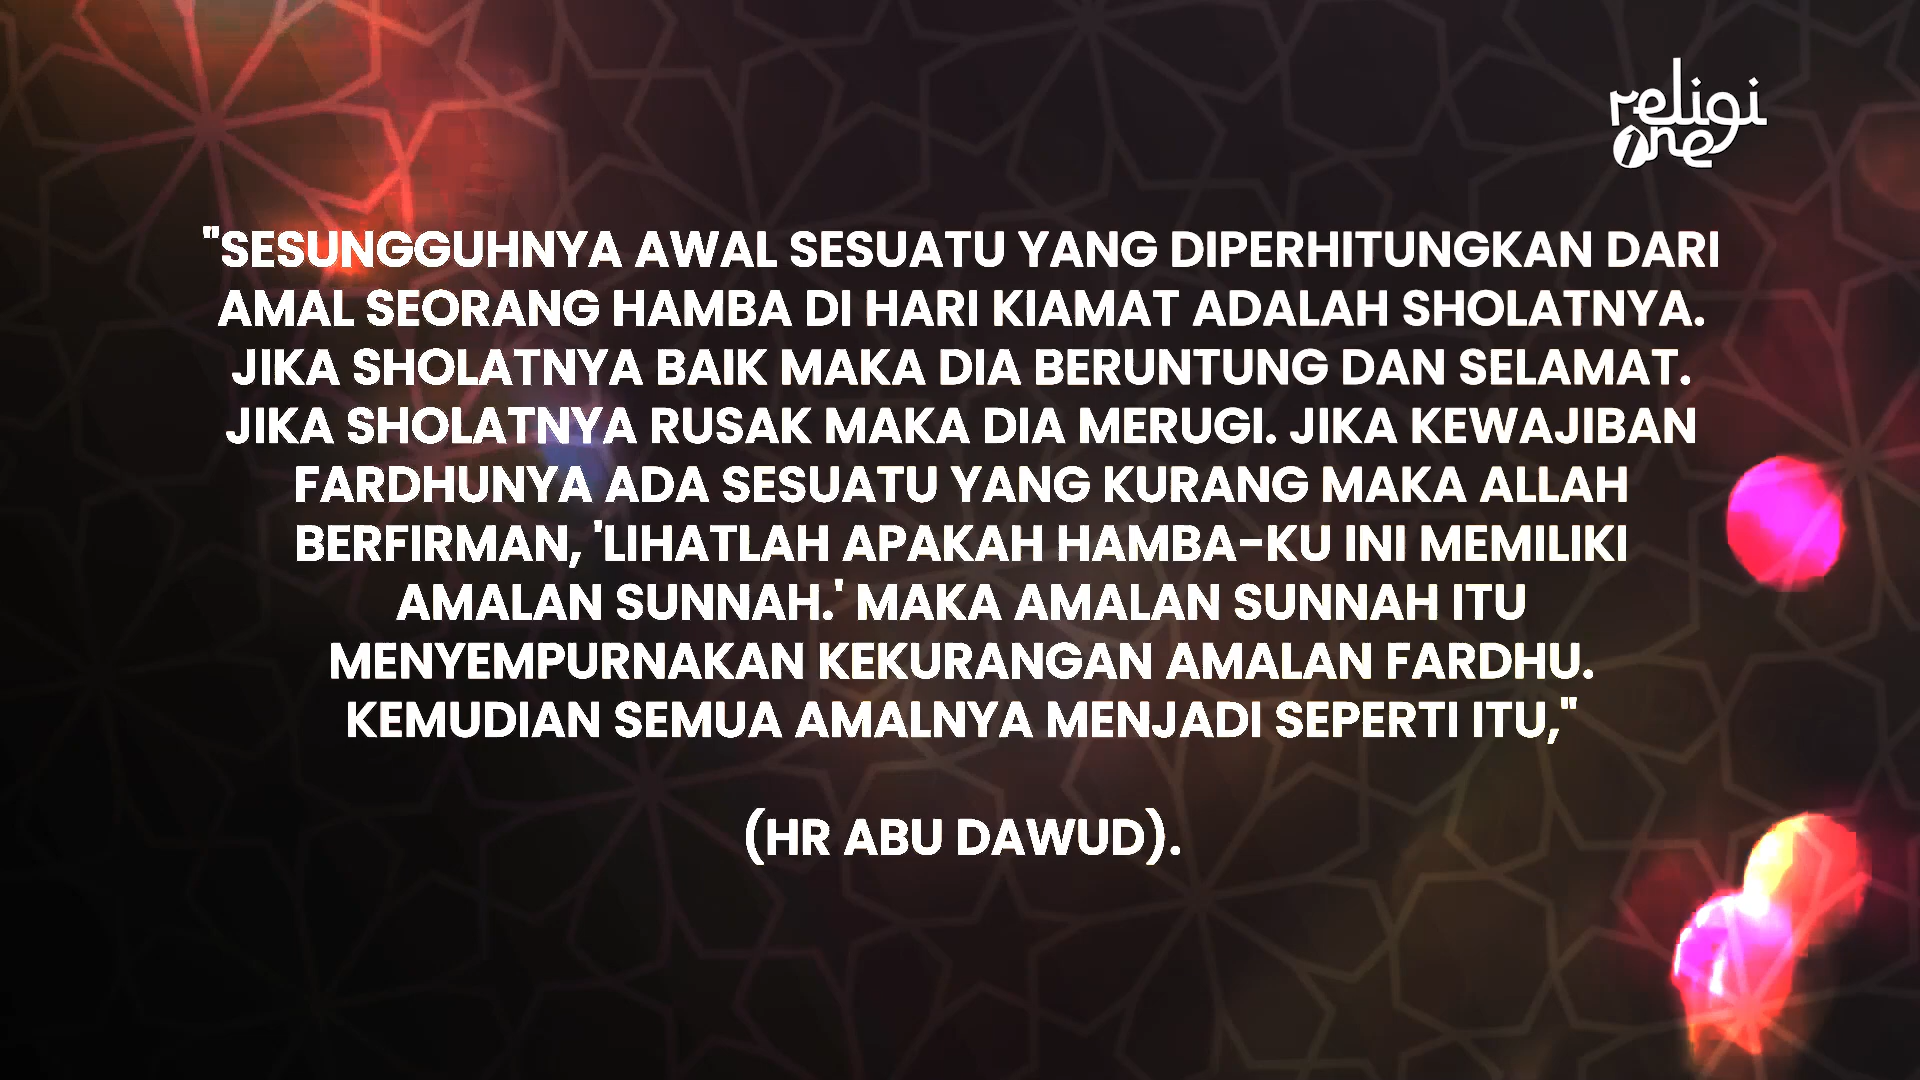 religi
one
"SESUNGGUHNYA AWAL SESUATU YANG DIPERHITUNGKAN DARI
AMAL SEORANG HAMBA DI HARI KIAMAT ADALAH SHOLATNYA.
JIKA SHOLATNYA BAIK MAKA DIA BERUNTUNG DAN SELAMAT.
JIKA SHOLATNYA RUSAK MAKA DIA MERUGI. JIKA KEWAJIBAN
FARDHUNYA ADA SESUATU YANG KURANG MAKA ALLAH
BERFIRMAN, 'LIHATLAH APAKAH HAMBA-KU INI MEMILIKI
AMALAN SUNNAH.' MAKA AMALAN SUNNAH ITU
MENYEMPURNAKAN KEKURANGAN AMALAN FARDHU.
KEMUDIAN SEMUA AMALNYA MENJADI SEPERTI ITU,"
(HR ABU DAWUD).